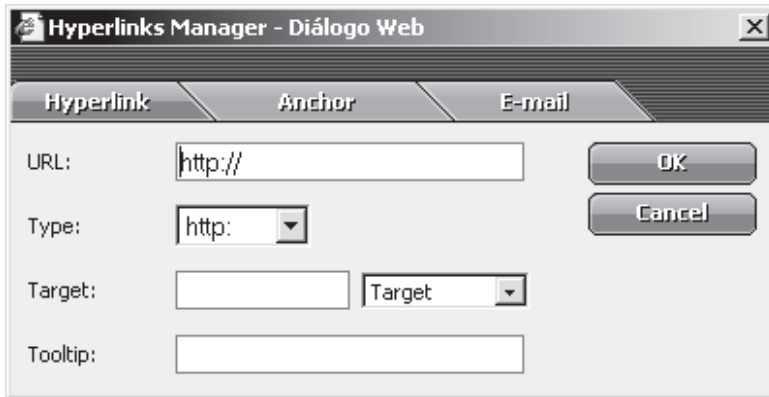 Hyperlinks Manager - Diálogo Web
Hyperlink Anchor E-mail
URL: http:// OK
Cancel
Type: http:
Target: Target
Tooltip: